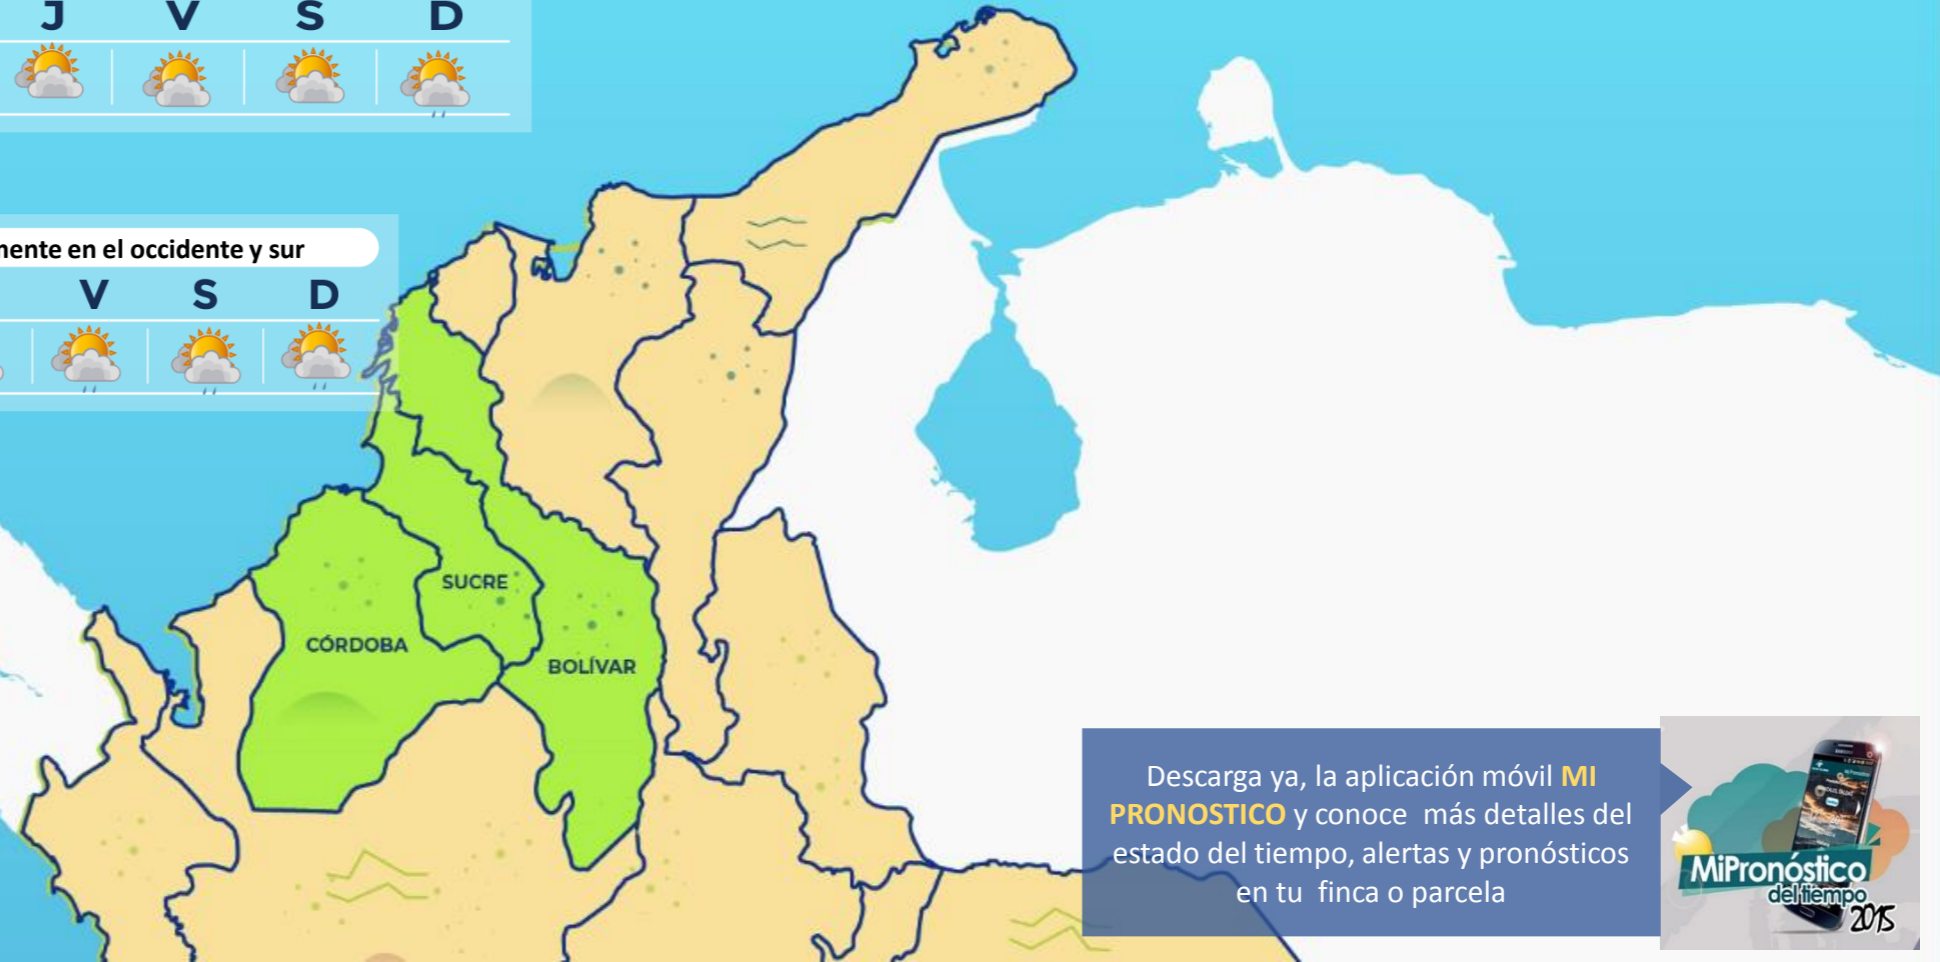 J V S D
mente en el occidente y sur
V S D
SUCRE
CÓRDOBA
BOLÍVAR
Descarga ya, la aplicación móvil MI
PRONOSTICO y conoce más detalles del
estado del tiempo, alertas y pronósticos
en tu finca o parcela
MiPronóstico
del tiempo
2015